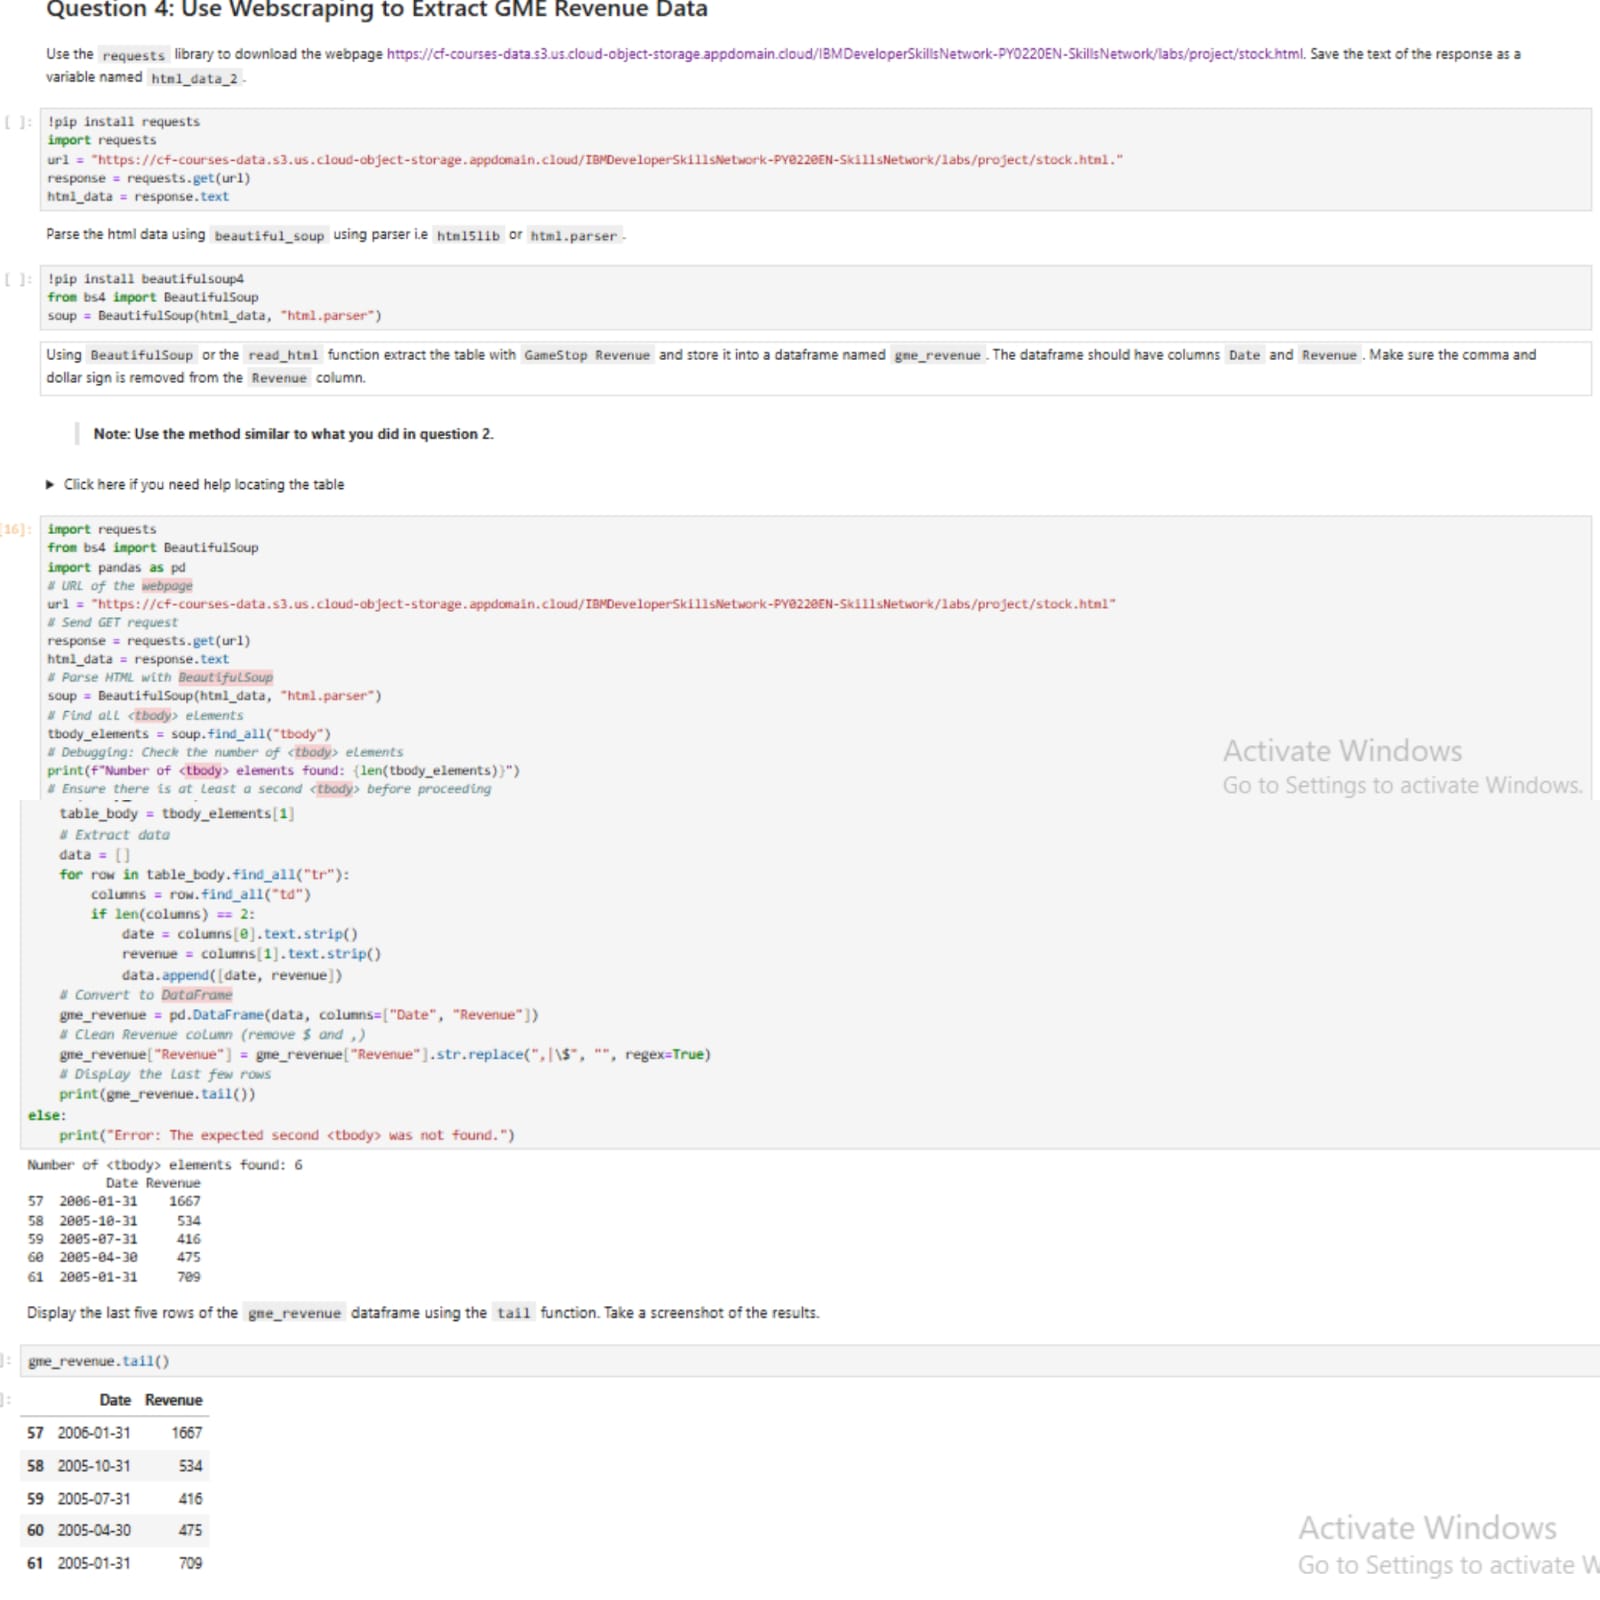 Question 4: Use Webscraping to Extract GME Revenue Data
Use the requests library to download the webpage https://cf-courses-data.s3.us.cloud-object-storage.appdomain.cloud/IBMDeveloperSkillsNetwork-PY0220EN-SkillsNetwork/labs/project/stock.html. Save the text of the response as a
variable named html_data_2.
[ ]:
!pip install requests
import requests
url = "https://cf-courses-data.s3.us.cloud-object-storage.appdomain.cloud/IBMDeveloperSkillsNetwork-PY0220EN-SkillsNetwork/labs/project/stock.html."
response = requests.get(url)
html_data = response.text
Parse the html data using beautiful_soup using parser i.e html5lib or html.parser.
[ ]:
!pip install beautifulsoup4
from bs4 import BeautifulSoup
soup = BeautifulSoup(html_data, "html.parser")
Using BeautifulSoup or the read_html function extract the table with GameStop Revenue and store it into a dataframe named gme_revenue. The dataframe should have columns Date and Revenue. Make sure the comma and
dollar sign is removed from the Revenue column.
Note: Use the method similar to what you did in question 2.
▶ Click here if you need help locating the table
[16]:
import requests
from bs4 import BeautifulSoup
import pandas as pd
# URL of the webpage
url = "https://cf-courses-data.s3.us.cloud-object-storage.appdomain.cloud/IBMDeveloperSkillsNetwork-PY0220EN-SkillsNetwork/labs/project/stock.html"
# Send GET request
response = requests.get(url)
html_data = response.text
# Parse HTML with BeautifulSoup
soup = BeautifulSoup(html_data, "html.parser")
# Find all <tbody> elements
tbody_elements = soup.find_all("tbody")
# Debugging: Check the number of <tbody> elements
print(f"Number of <tbody> elements found: {len(tbody_elements)}")
# Ensure there is at least a second <tbody> before proceeding
Activate Windows
Go to Settings to activate Windows.
table_body = tbody_elements[1]
# Extract data
data = []
for row in table_body.find_all("tr"):
columns = row.find_all("td")
if len(columns) == 2:
date = columns[0].text.strip()
revenue = columns[1].text.strip()
data.append([date, revenue])
# Convert to DataFrame
gme_revenue = pd.DataFrame(data, columns=["Date", "Revenue"])
# Clean Revenue column (remove $ and ,)
gme_revenue["Revenue"] = gme_revenue["Revenue"].str.replace(",|\$", "", regex=True)
# Display the last few rows
print(gme_revenue.tail())
else:
print("Error: The expected second <tbody> was not found.")
Number of <tbody> elements found: 6
Date Revenue
57 2006-01-31 1667
58 2005-10-31 534
59 2005-07-31 416
60 2005-04-30 475
61 2005-01-31 709
Display the last five rows of the gme_revenue dataframe using the tail function. Take a screenshot of the results.
]:
gme_revenue.tail()
]:
Date Revenue
57 2006-01-31 1667
58 2005-10-31 534
59 2005-07-31 416
60 2005-04-30 475
61 2005-01-31 709
Activate Windows
Go to Settings to activate W